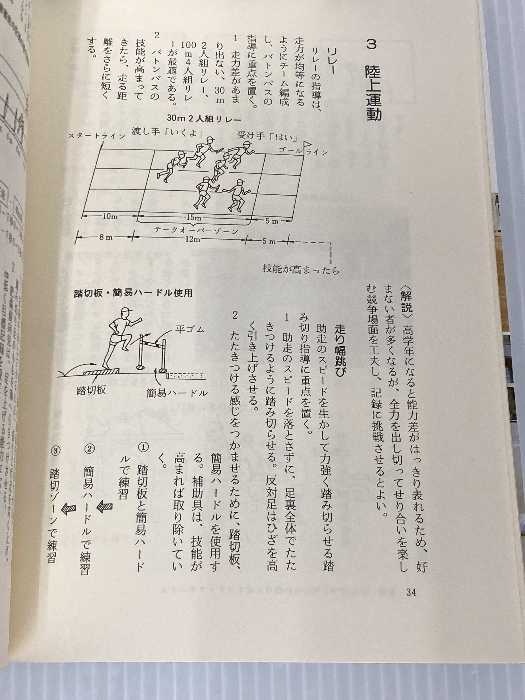 3 陸上運動
リレー
リレーの指導は、
走力が均等になる
ようにチーム編成
し、バトンパスの
指導に重点を置く。
1 走力差があま
り出ない、30m
2人組リレー、
100m4人組リレ
ーが最適である。
2 バトンパスの
技能が高まって
きたら、走る距
離をさらに短く
する。
30m2人組リレー
渡し手「いくよ」
受け手「はい」
スタートライン
ゴールライン
10m
15m
5m
テークオーバーゾーン
8m
12m
5m
技能が高まったら
〈解説〉高学年になると能力差がはっきり表れるため、好
まない者が多くなるが、全力を出し切ってせり合いを楽し
む競争場面を工夫し、記録に挑戦させるとよい。
走り幅跳び
助走のスピードを生かして力強く踏み切らせる踏
み切り指導に重点を置く。
1 助走のスピードを落とさずに、足裏全体でたた
きつけるように踏み切らせる。反対足はひざを高
く引き上げさせる。
2 たたきつける感じをつかませるために、踏切板、
簡易ハードルを使用す
る。補助具は、技能が
高まれば取り除いてい
く。
① 踏切板と簡易ハード
ルで練習
② 簡易ハードルで練習
③ 踏切ゾーンで練習
踏切板・簡易ハードル使用
平ゴム
踏切板
簡易ハードル
34